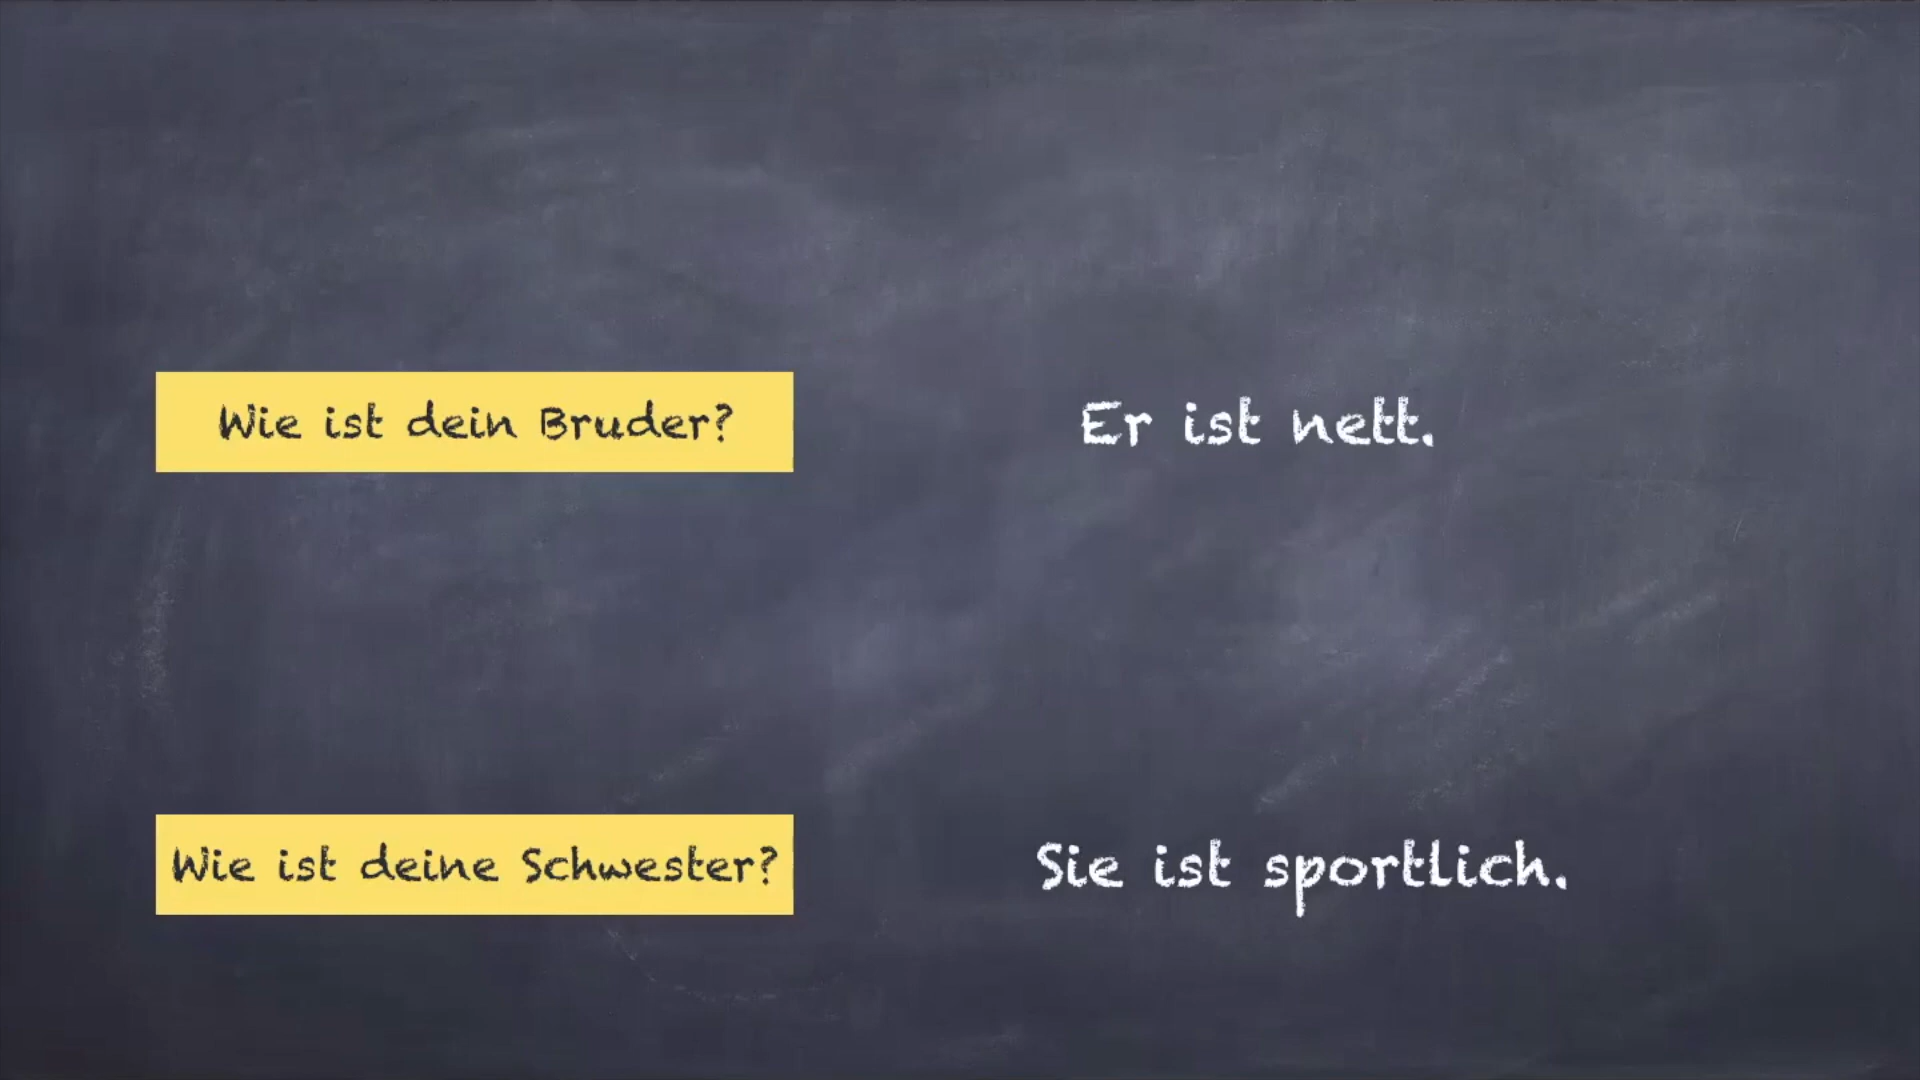 Wie ist dein Bruder?
Er ist nett.
Wie ist deine Schwester?
Sie ist sportlich.